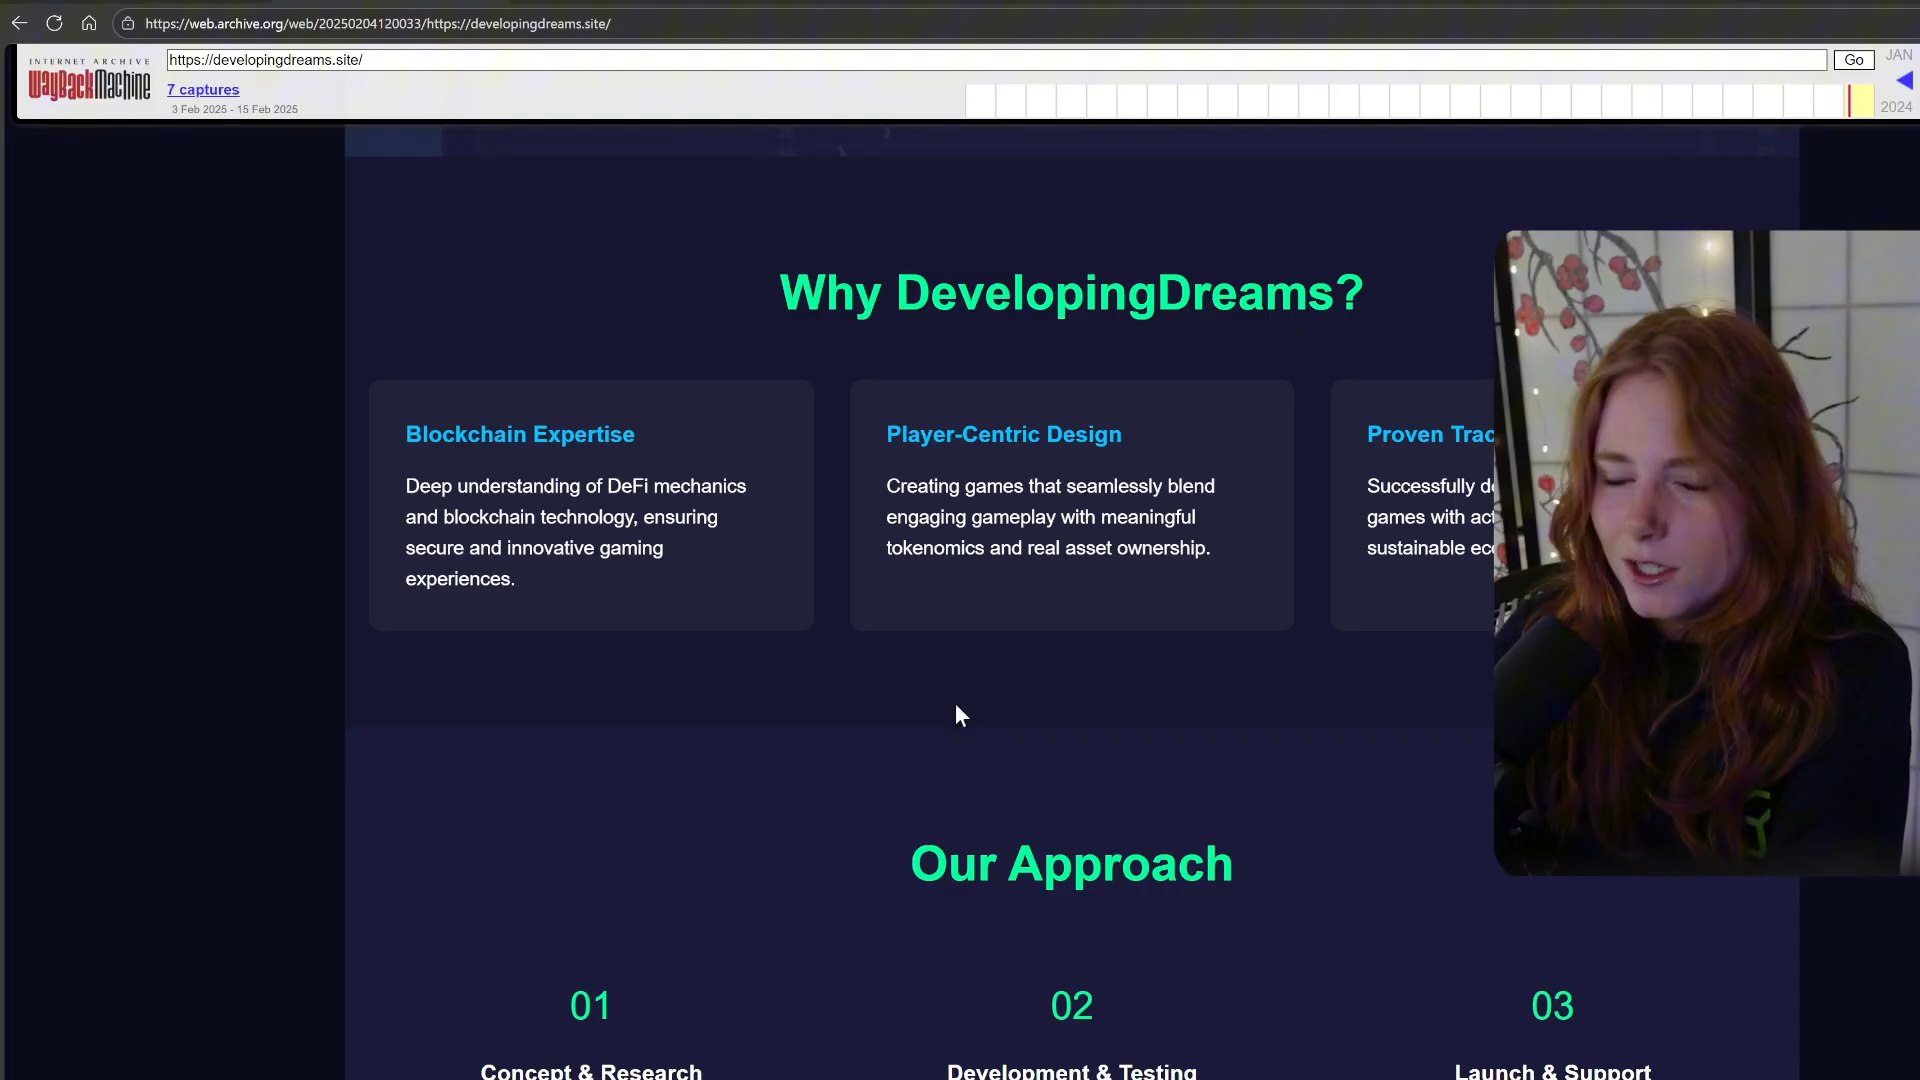 https://web.archive.org/web/20250204120033/https://developingdreams.site/
INTERNET ARCHIVE
WayBackMachine
https://developingdreams.site/
Go
JAN
7 captures
3 Feb 2025 - 15 Feb 2025
2024
Why DevelopingDreams?
Blockchain Expertise
Deep understanding of DeFi mechanics
and blockchain technology, ensuring
secure and innovative gaming
experiences.
Player-Centric Design
Creating games that seamlessly blend
engaging gameplay with meaningful
tokenomics and real asset ownership.
Proven
Successfully
games with
sustainable
Our Approach
01
Concept & Research
02
Development & Testing
03
Launch & Support